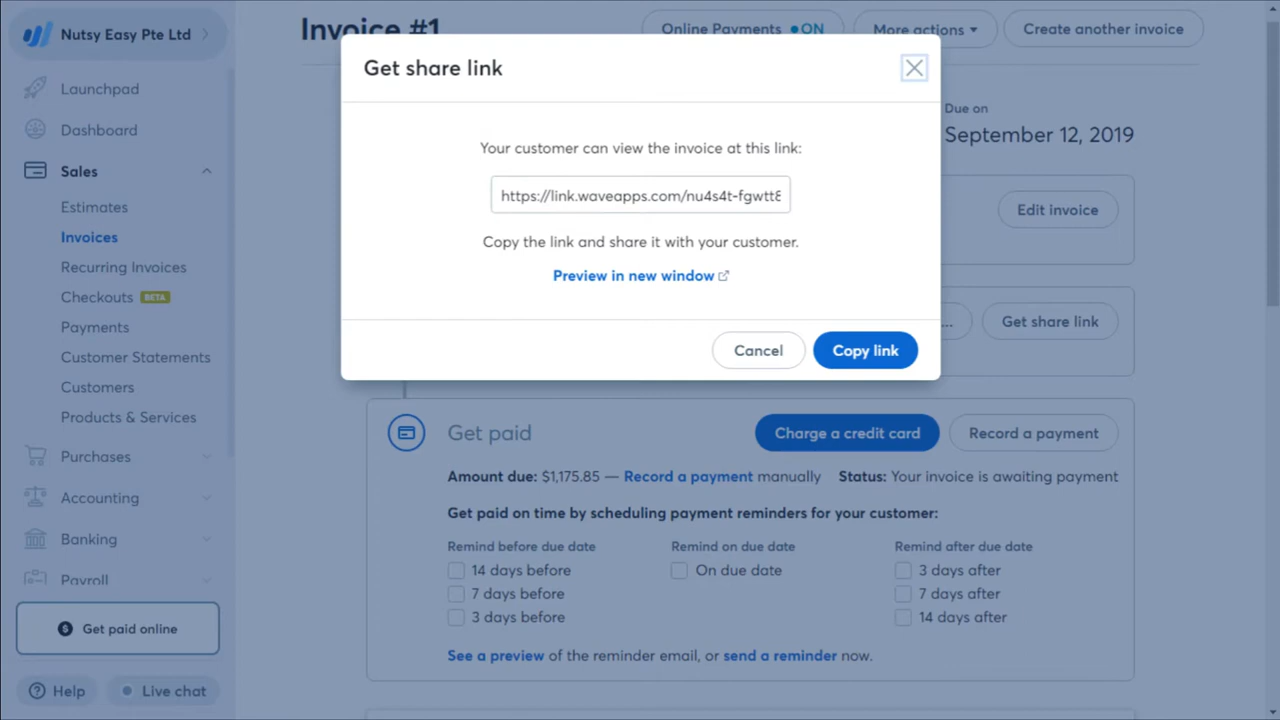 Nutsy Easy Pte Ltd
Launchpad
Dashboard
Sales
Estimates
Invoices
Recurring Invoices
Checkouts BETA
Payments
Customer Statements
Customers
Products & Services
Purchases
Accounting
Banking
Payroll
Get paid online
Help
Live chat
Invoice #1
Online Payments ON
More actions
Create another invoice
Get share link
Your customer can view the invoice at this link:
https://link.waveapps.com/nu4s4t-fgwtt8
Copy the link and share it with your customer.
Preview in new window
Cancel
Copy link
Due on
September 12, 2019
Edit invoice
...
Get share link
Get paid
Charge a credit card
Record a payment
Amount due: $1,175.85 — Record a payment manually
Status: Your invoice is awaiting payment
Get paid on time by scheduling payment reminders for your customer:
Remind before due date
14 days before
7 days before
3 days before
Remind on due date
On due date
Remind after due date
3 days after
7 days after
14 days after
See a preview of the reminder email, or send a reminder now.